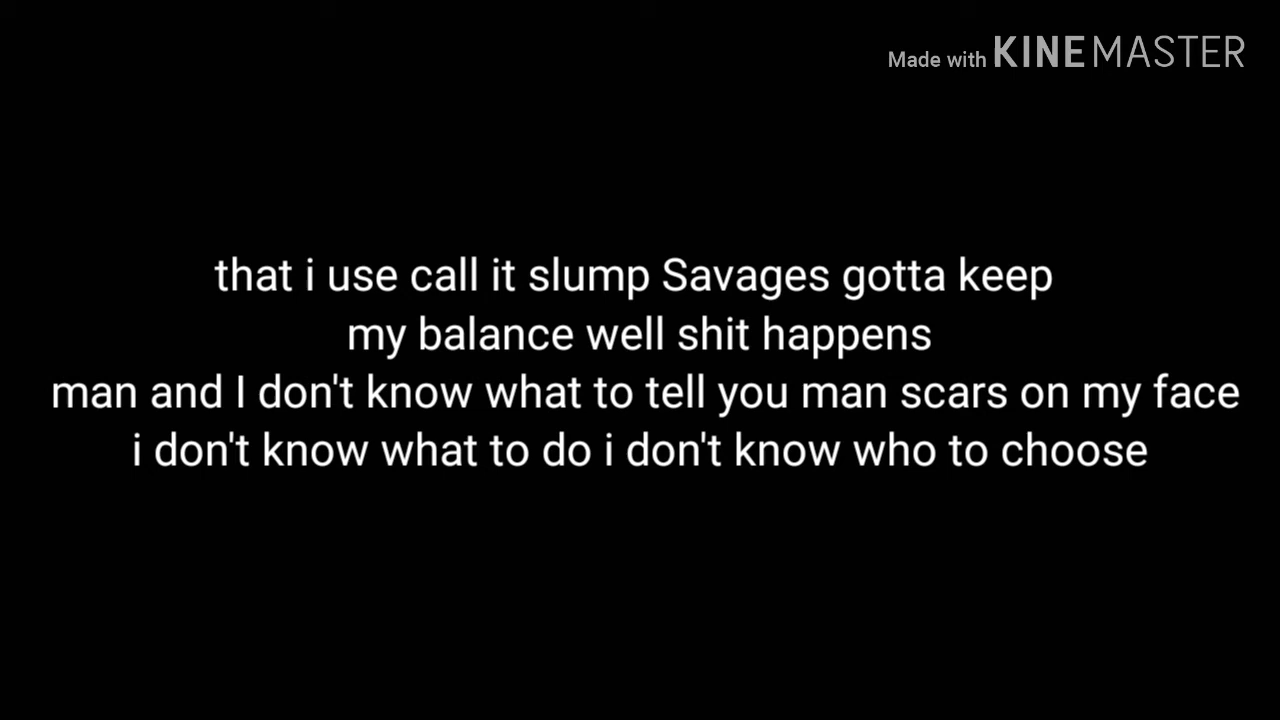 Made with KINEMASTER
that i use call it slump Savages gotta keep
my balance well shit happens
man and I don't know what to tell you man scars on my face
i don't know what to do i don't know who to choose